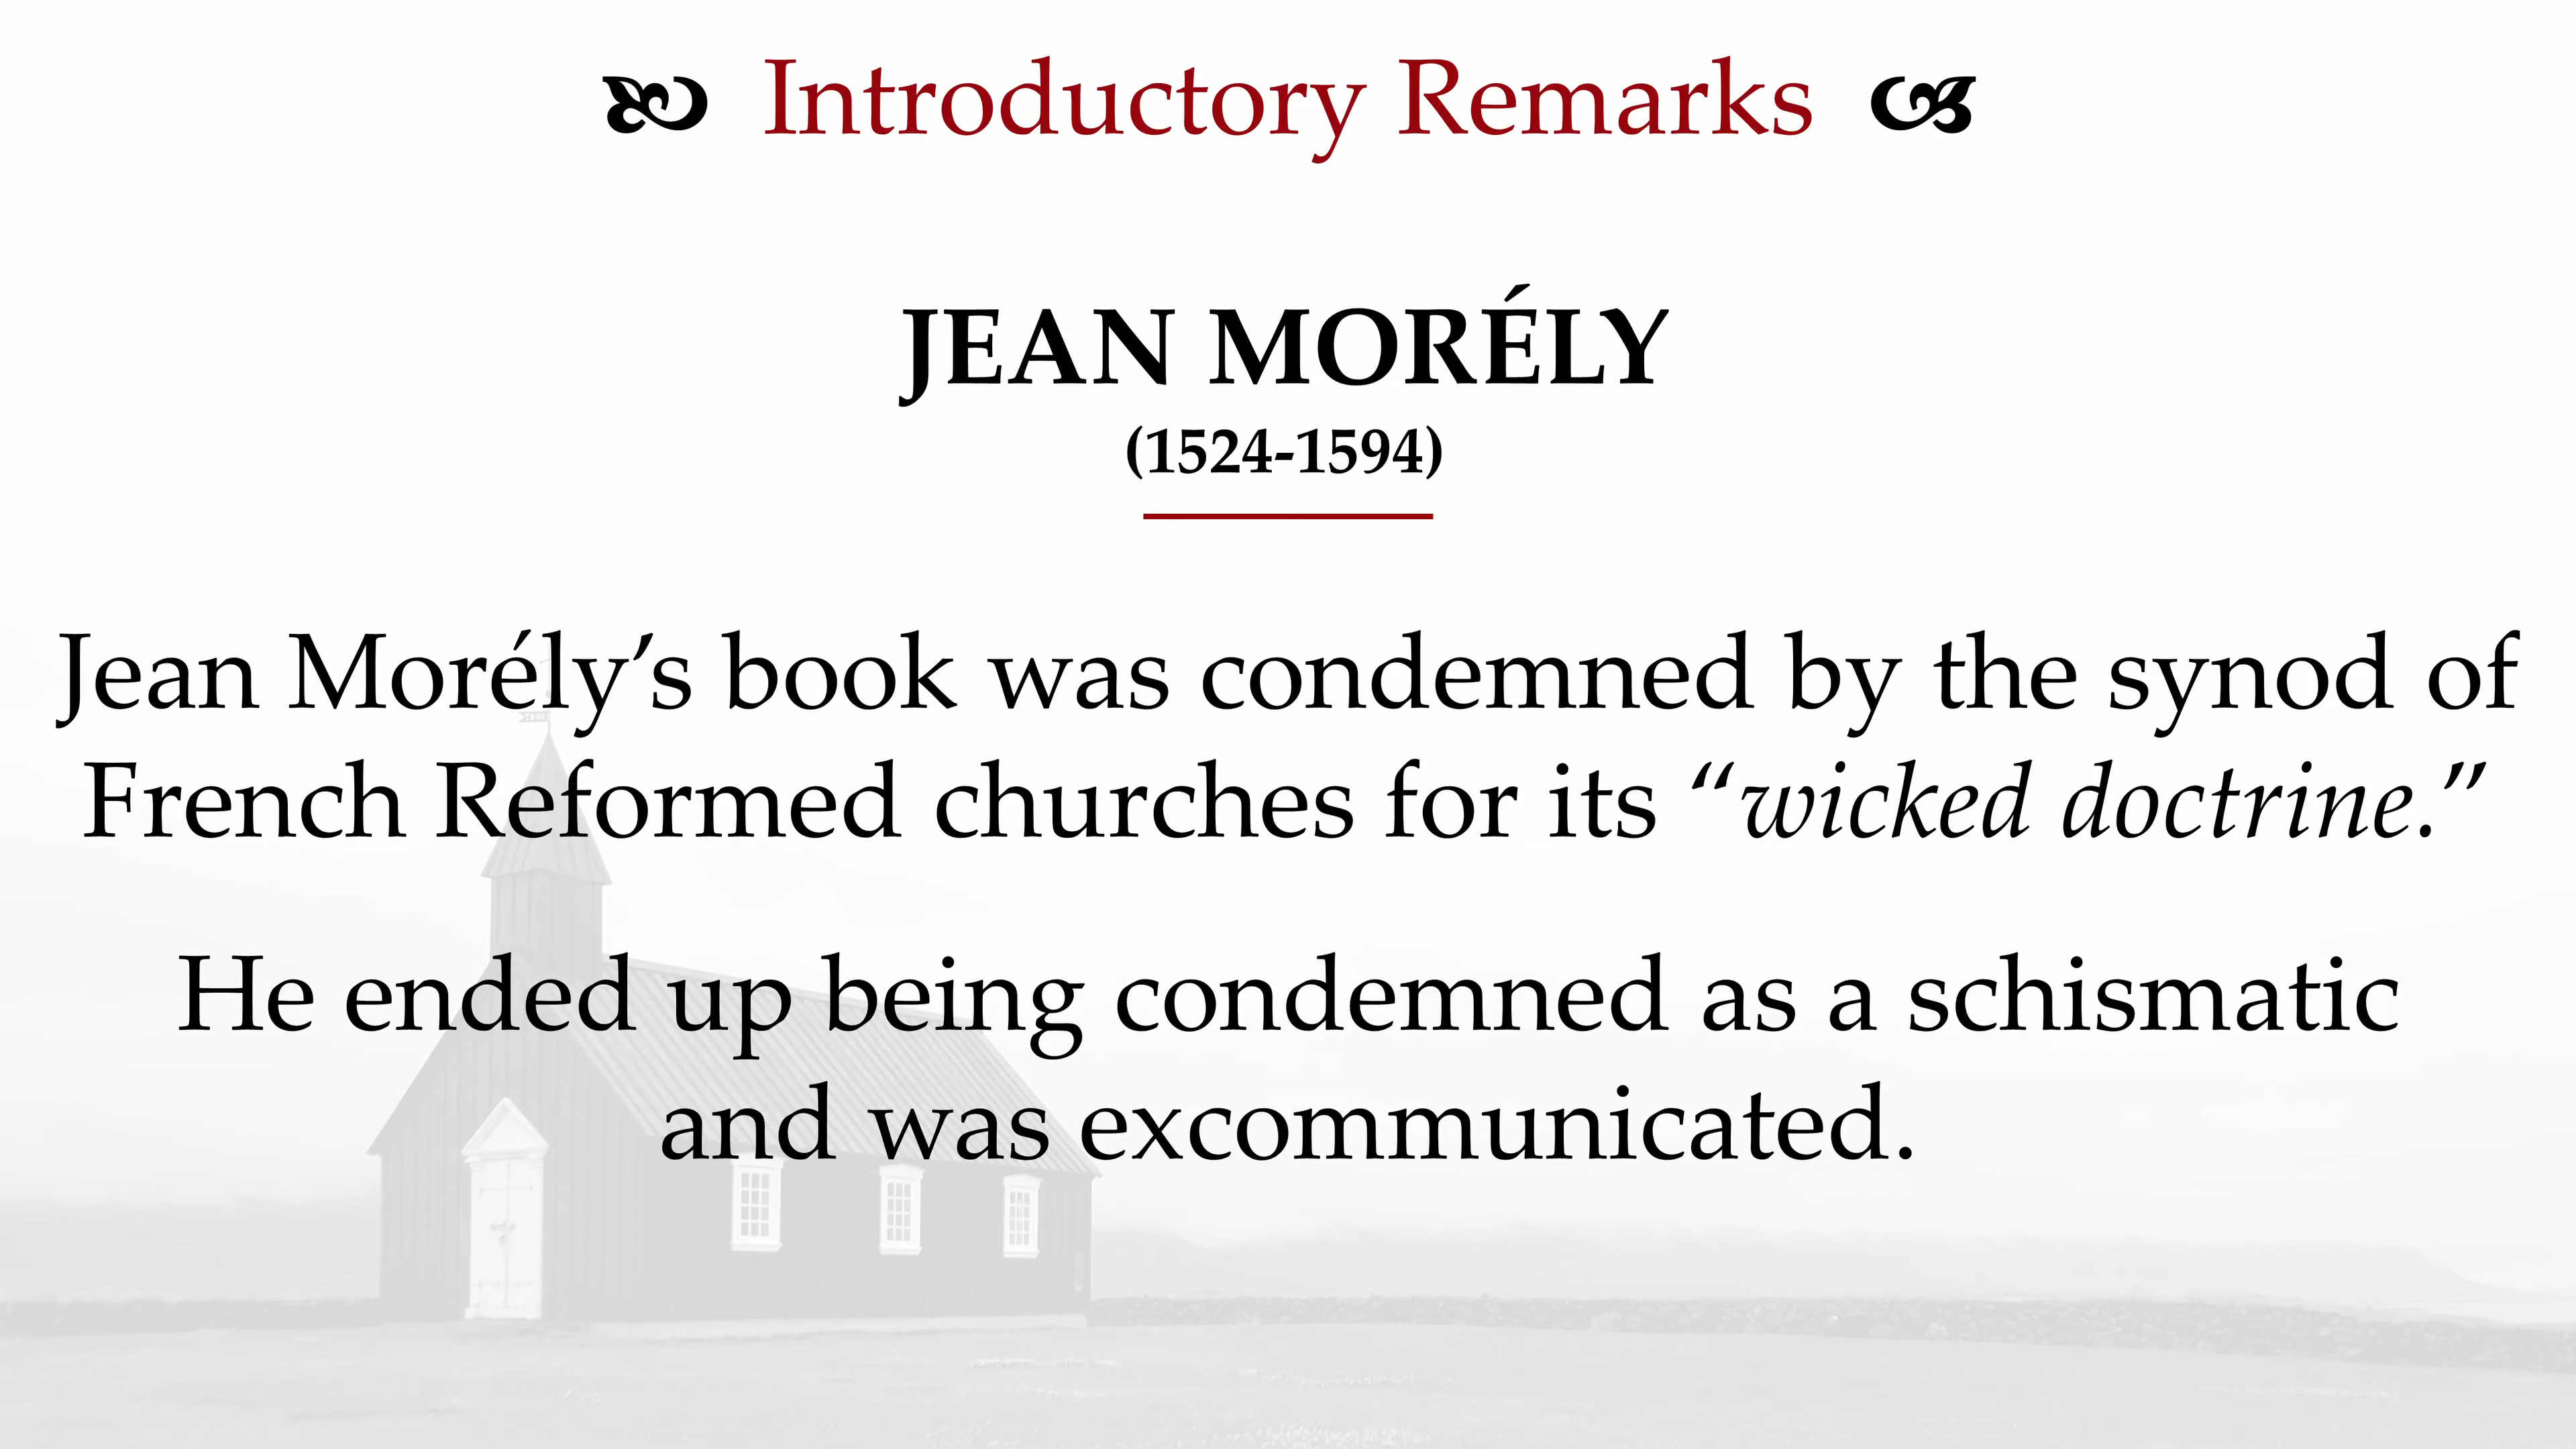 Introductory Remarks
JEAN MORÉLY
(1524-1594)
Jean Morély’s book was condemned by the synod of
French Reformed churches for its “wicked doctrine.”
He ended up being condemned as a schismatic
and was excommunicated.